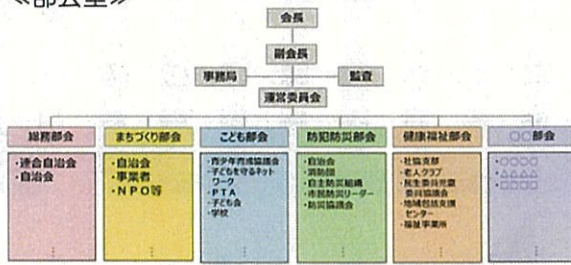 ≪部会型≫
会長
副会長
事務局
監査
運営委員会
総務部会
まちづくり部会
こども部会
防犯防災部会
健康福祉部会
○○部会
・連合自治会
・自治会
・自治会
・事業者
・NPO等
・青少年育成協議会
・子どもを守るネット
ワーク
・PTA
・子ども会
・学校
・自治会
・消防団
・自主防災組織
・市民防災リーダー
・防災協議会
・社協支部
・老人クラブ
・民生委員児童
委員協議会
・地域包括支援
センター
・福祉事業所
・○○○○
・△△△△
・□□□□